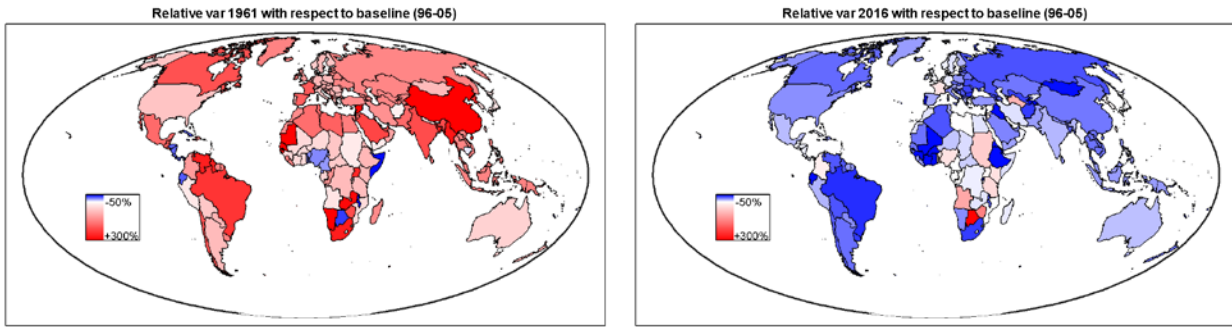 Relative var 1961 with respect to baseline (96-05)
-50%
+300%
Relative var 2016 with respect to baseline (96-05)
-50%
+300%